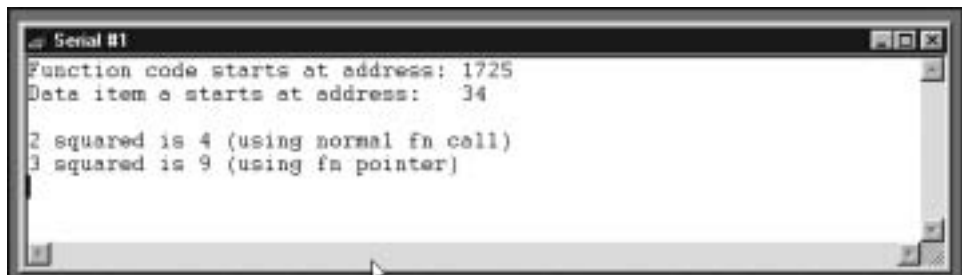 Serial #1
Function code starts at address: 1725
Data item a starts at address:   34
2 squared is 4 (using normal fn call)
3 squared is 9 (using fn pointer)